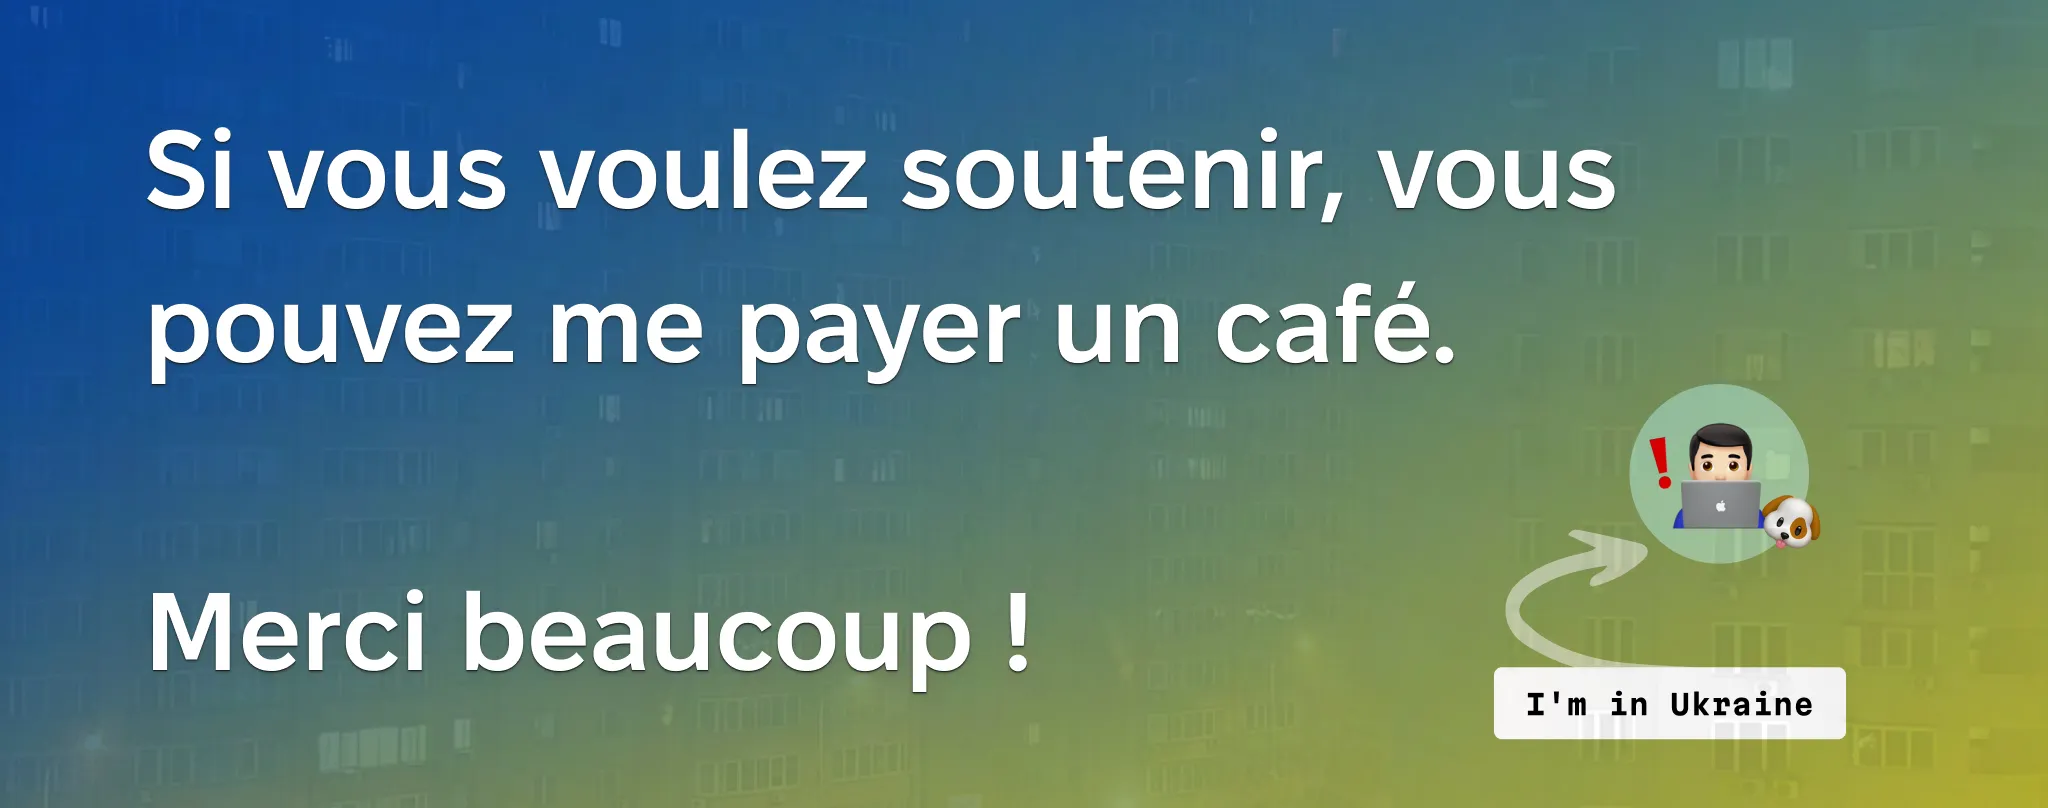 Si vous voulez soutenir, vous
pouvez me payer un café.
Merci beaucoup !
I'm in Ukraine